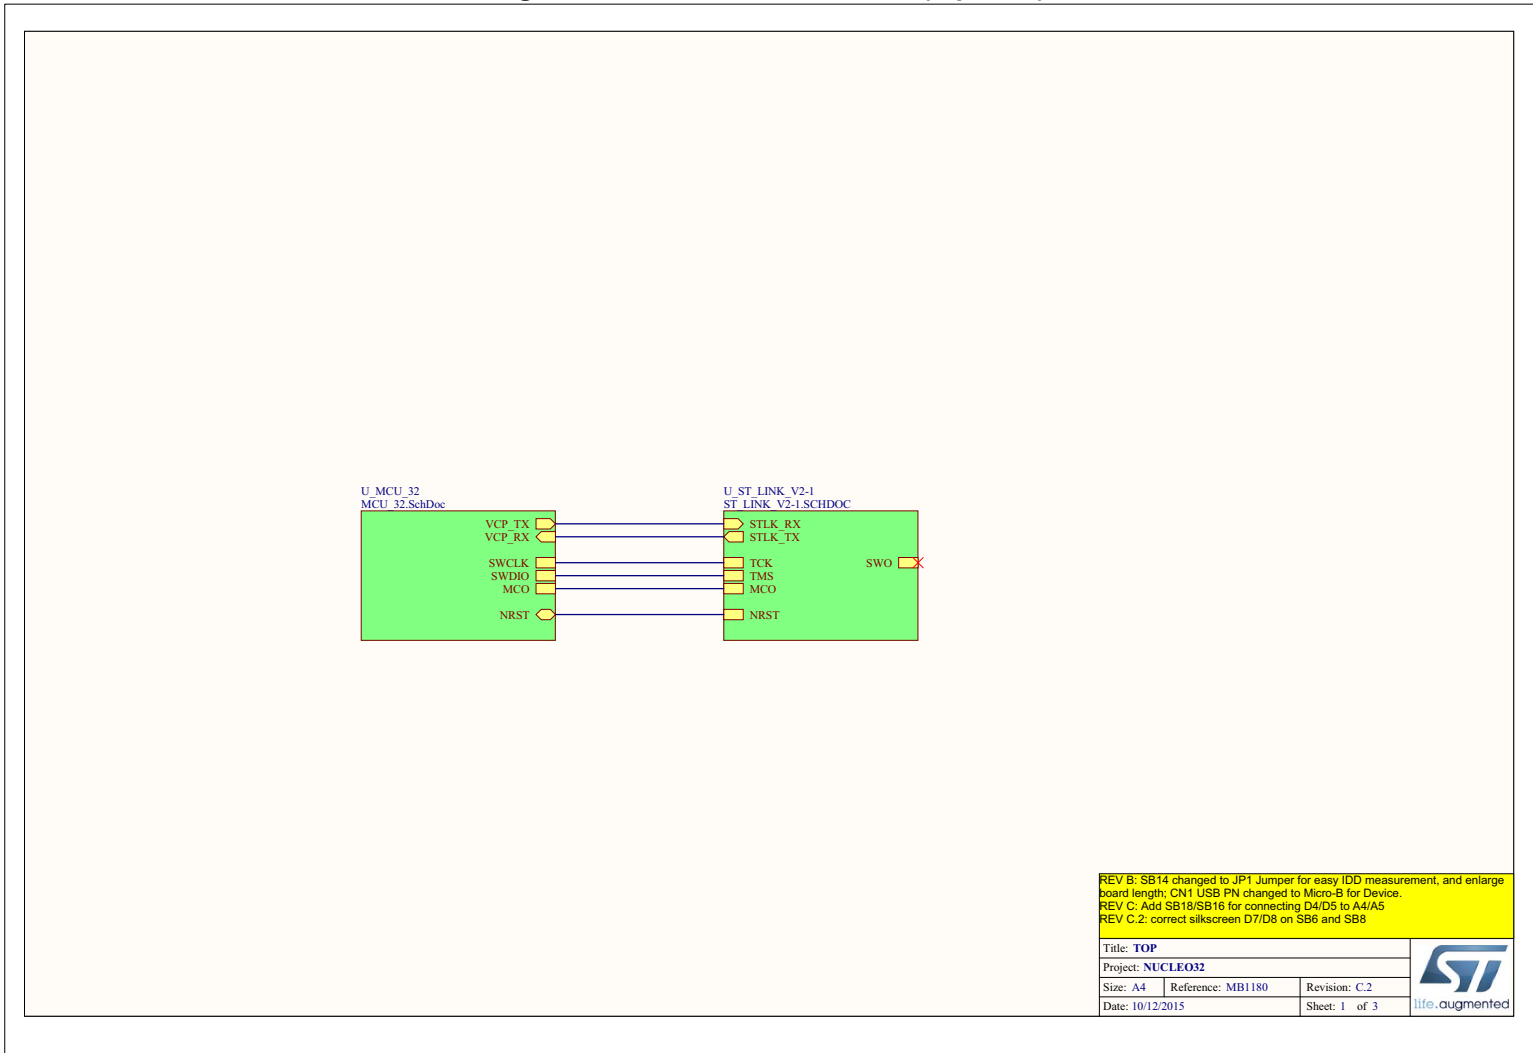 U_MCU_32
MCU_32.SchDoc
VCP_TX
VCP_RX
SWCLK
SWDIO
MCO
NRST
U_ST_LINK_V2-1
ST_LINK_V2-1.SCHDOC
STLK_RX
STLK_TX
TCK
TMS
MCO
NRST
SWO
REV B: SB14 changed to JP1 Jumper for easy IDD measurement, and enlarge
board length; CN1 USB PN changed to Micro-B for Device.
REV C: Add SB18/SB16 for connecting D4/D5 to A4/A5
REV C.2: correct silkscreen D7/D8 on SB6 and SB8
Title: TOP
Project: NUCLEO32
Size: A4 Reference: MB1180 Revision: C.2
Date: 10/12/2015 Sheet: 1 of 3
ST
life.augmented